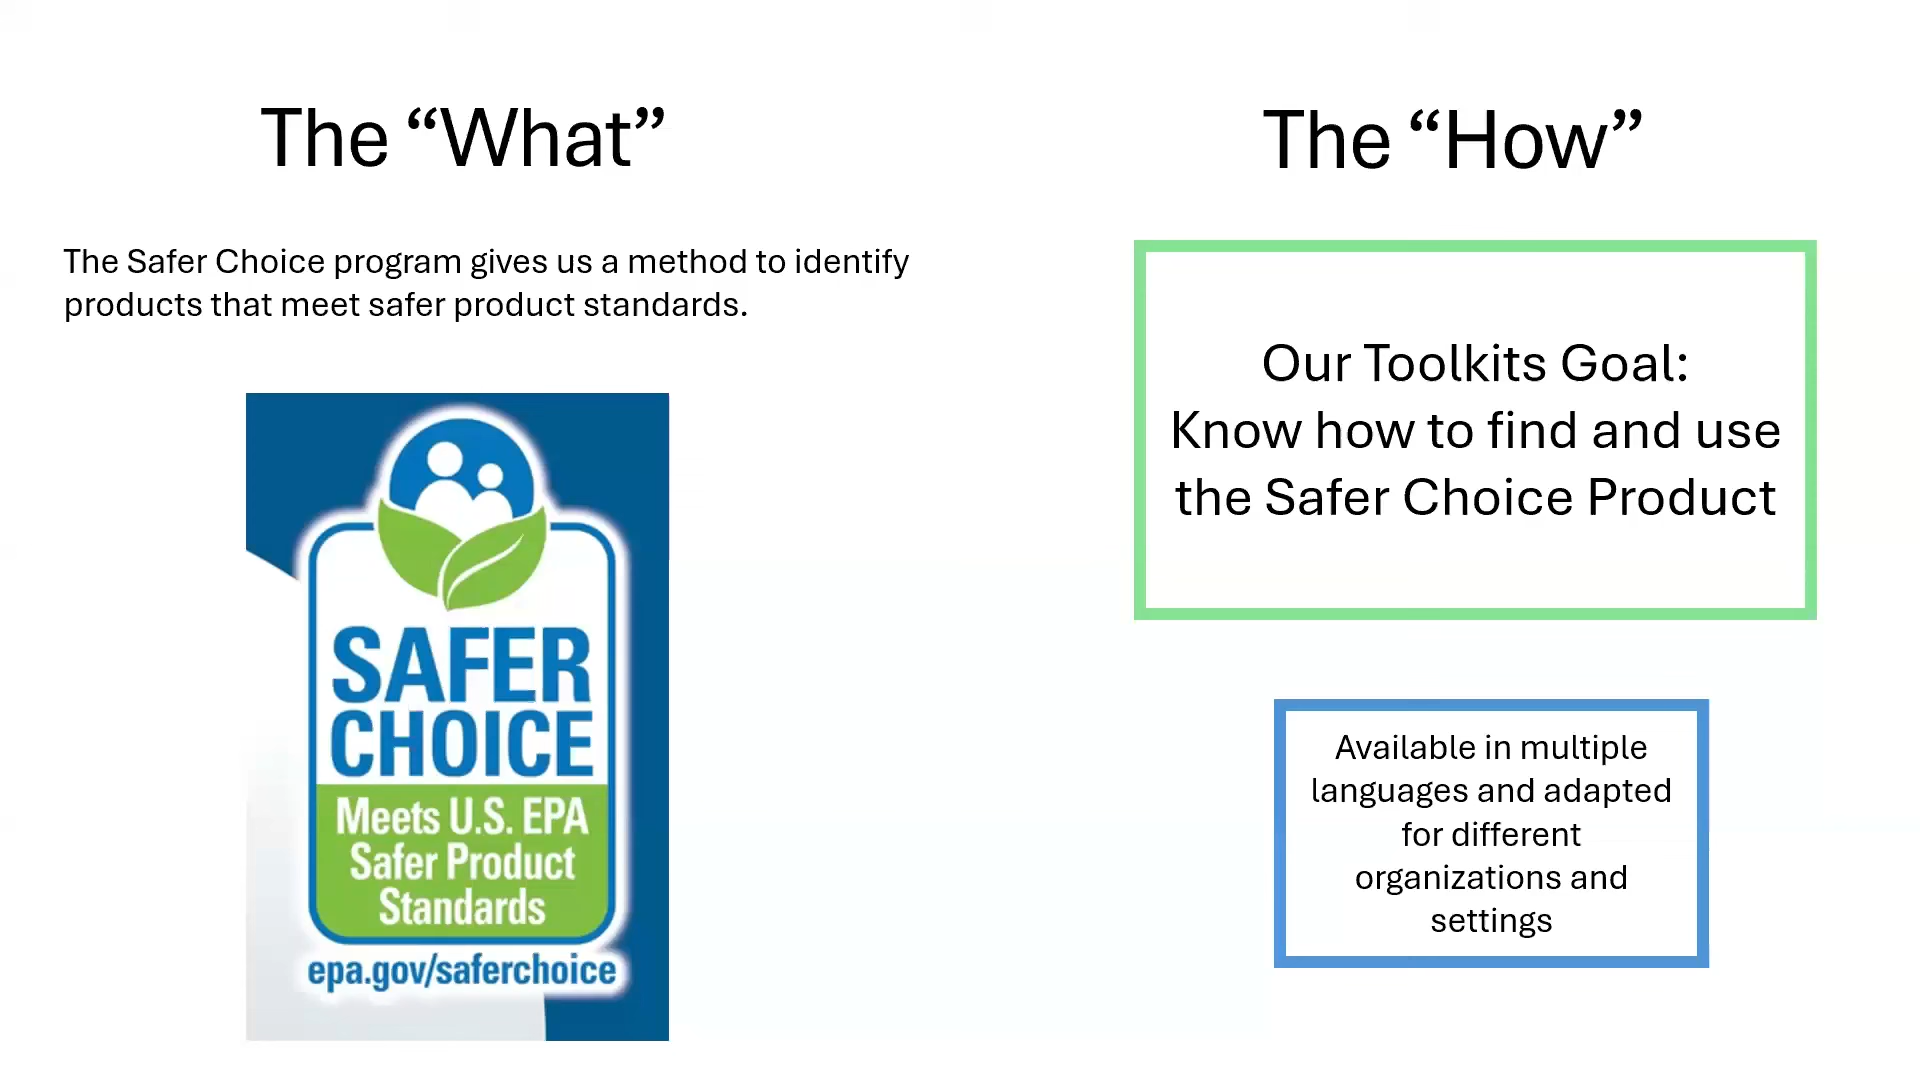 The “What”
The Safer Choice program gives us a method to identify
products that meet safer product standards.
SAFER
CHOICE
Meets U.S. EPA
Safer Product
Standards
epa.gov/saferchoice
The “How”
Our Toolkits Goal:
Know how to find and use
the Safer Choice Product
Available in multiple
languages and adapted
for different
organizations and
settings